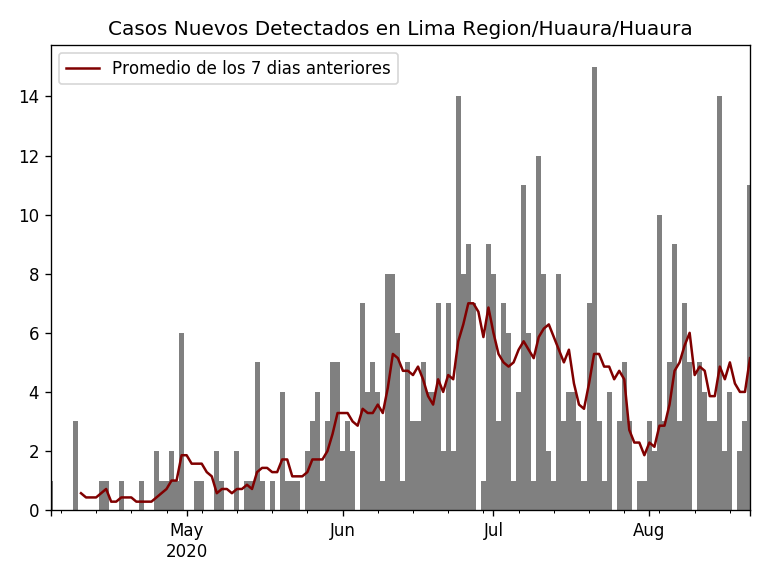 Casos Nuevos Detectados en Lima Region/Huaura/Huaura
Promedio de los 7 dias anteriores
14
12
10
8
6
4
2
0
May
2020
Jun
Jul
Aug